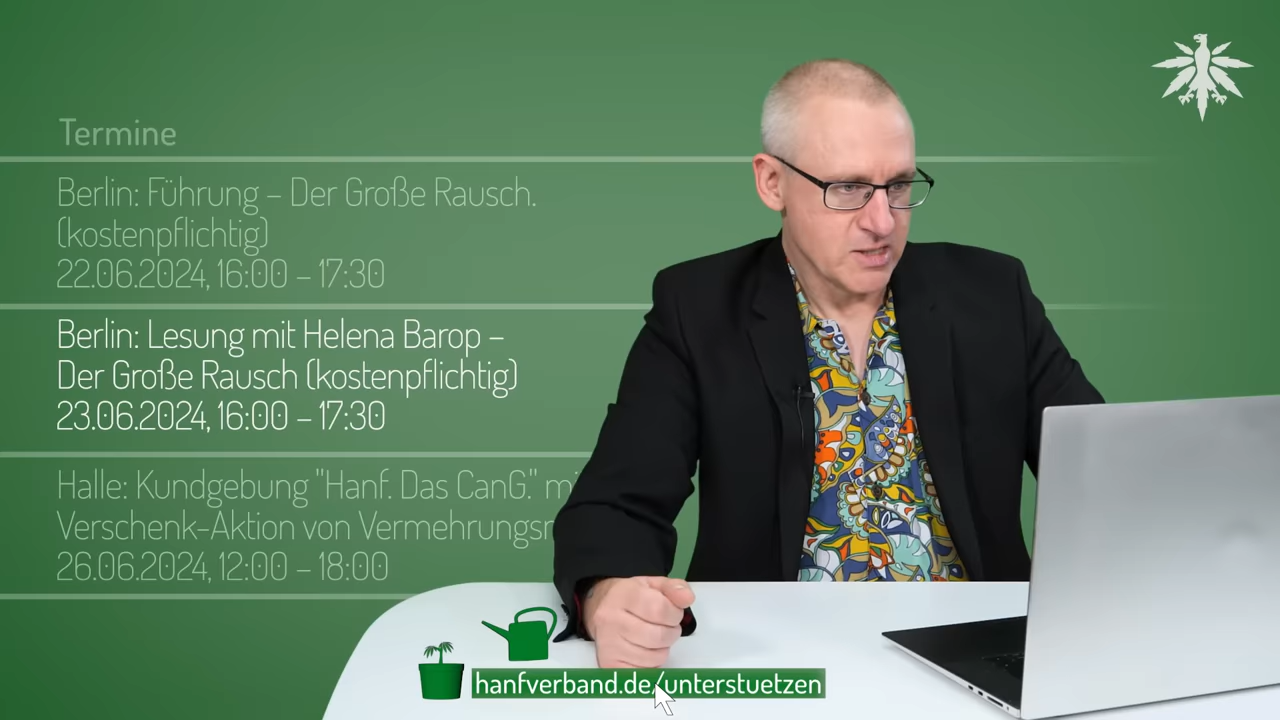 Termine
Berlin: Führung – Der Große Rausch.
(kostenpflichtig)
22.06.2024, 16:00 – 17:30
Berlin: Lesung mit Helena Barop –
Der Große Rausch (kostenpflichtig)
23.06.2024, 16:00 – 17:30
Halle: Kundgebung "Hanf. Das CanG."
Verschenk-Aktion von
26.06.2024, 12:00 – 18:00
hanfverband.de/unterstuetzen